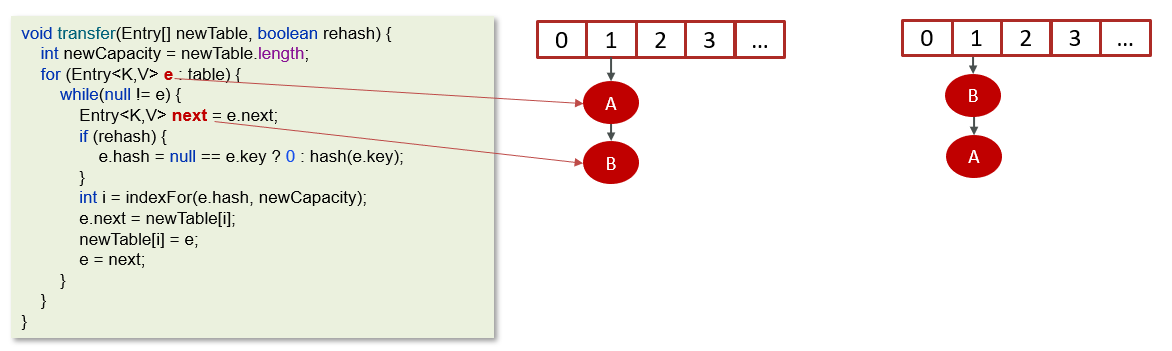 void transfer(Entry[] newTable, boolean rehash) {
int newCapacity = newTable.length;
for (Entry<K,V> e : table) {
while(null != e) {
Entry<K,V> next = e.next;
if (rehash) {
e.hash = null == e.key ? 0 : hash(e.key);
}
int i = indexFor(e.hash, newCapacity);
e.next = newTable[i];
newTable[i] = e;
e = next;
}
}
}
0 1 2 3 ...
A
B
0 1 2 3 ...
B
A